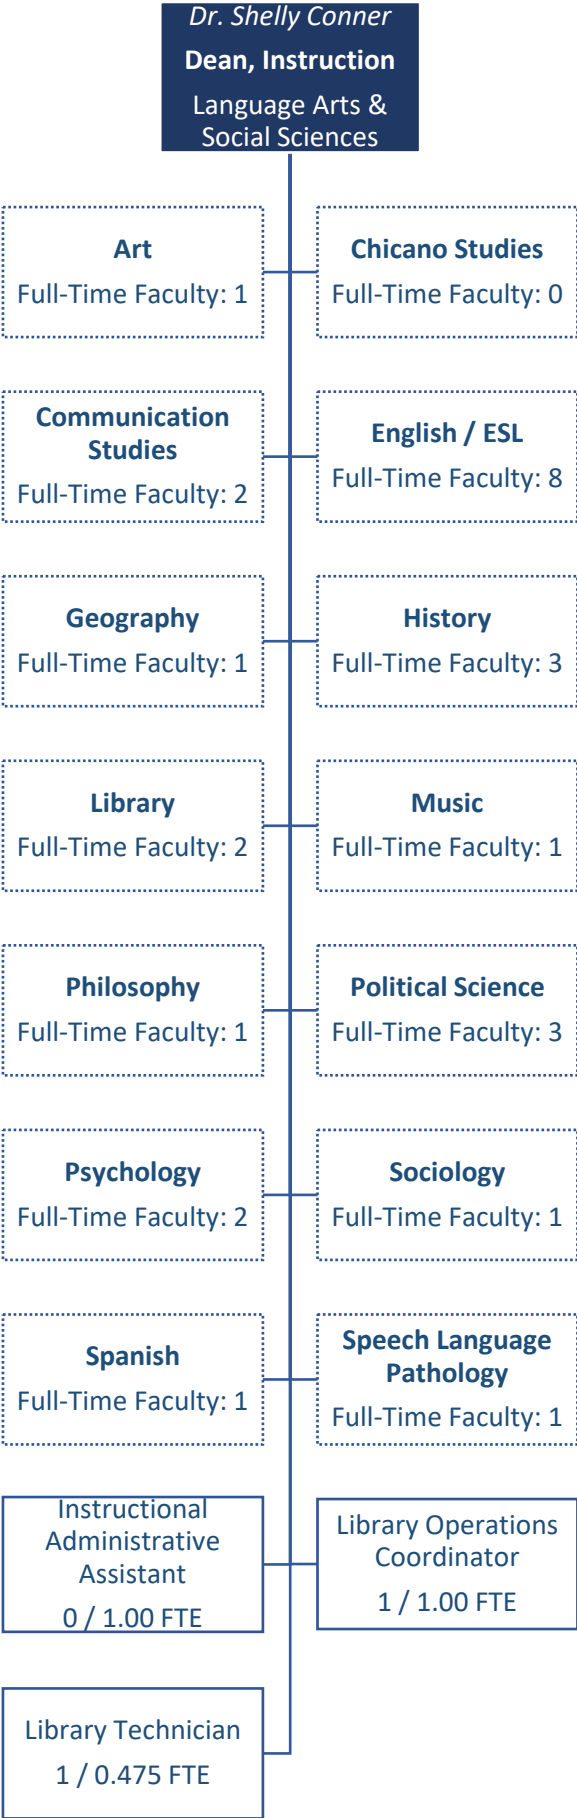 Dr. Shelly Conner
Dean, Instruction
Language Arts &
Social Sciences
Art
Full-Time Faculty: 1
Chicano Studies
Full-Time Faculty: 0
Communication
Studies
Full-Time Faculty: 2
English / ESL
Full-Time Faculty: 8
Geography
Full-Time Faculty: 1
History
Full-Time Faculty: 3
Library
Full-Time Faculty: 2
Music
Full-Time Faculty: 1
Philosophy
Full-Time Faculty: 1
Political Science
Full-Time Faculty: 3
Psychology
Full-Time Faculty: 2
Sociology
Full-Time Faculty: 1
Spanish
Full-Time Faculty: 1
Speech Language
Pathology
Full-Time Faculty: 1
Instructional
Administrative
Assistant
0 / 1.00 FTE
Library Operations
Coordinator
1 / 1.00 FTE
Library Technician
1 / 0.475 FTE